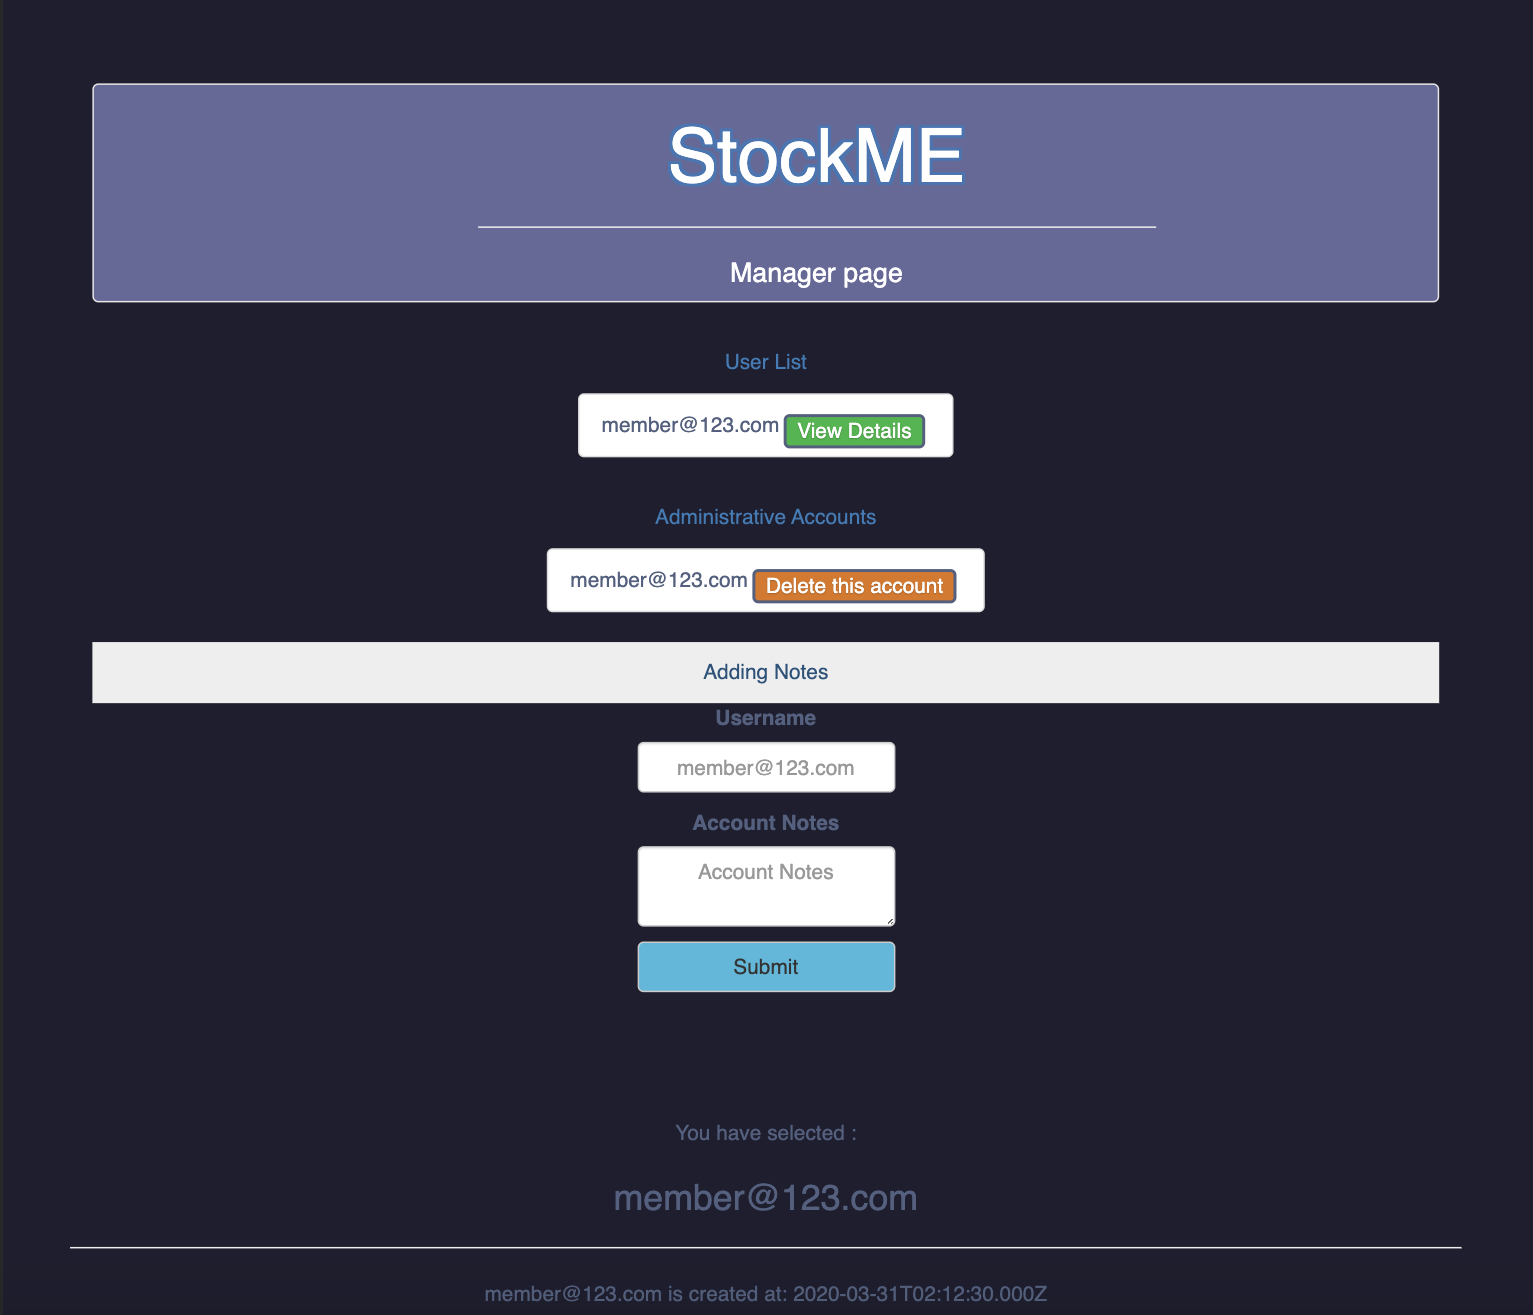 StockME
Manager page
User List
member@123.com View Details
Administrative Accounts
member@123.com Delete this account
Adding Notes
Username
member@123.com
Account Notes
Account Notes
Submit
You have selected :
member@123.com
member@123.com is created at: 2020-03-31T02:12:30.000Z